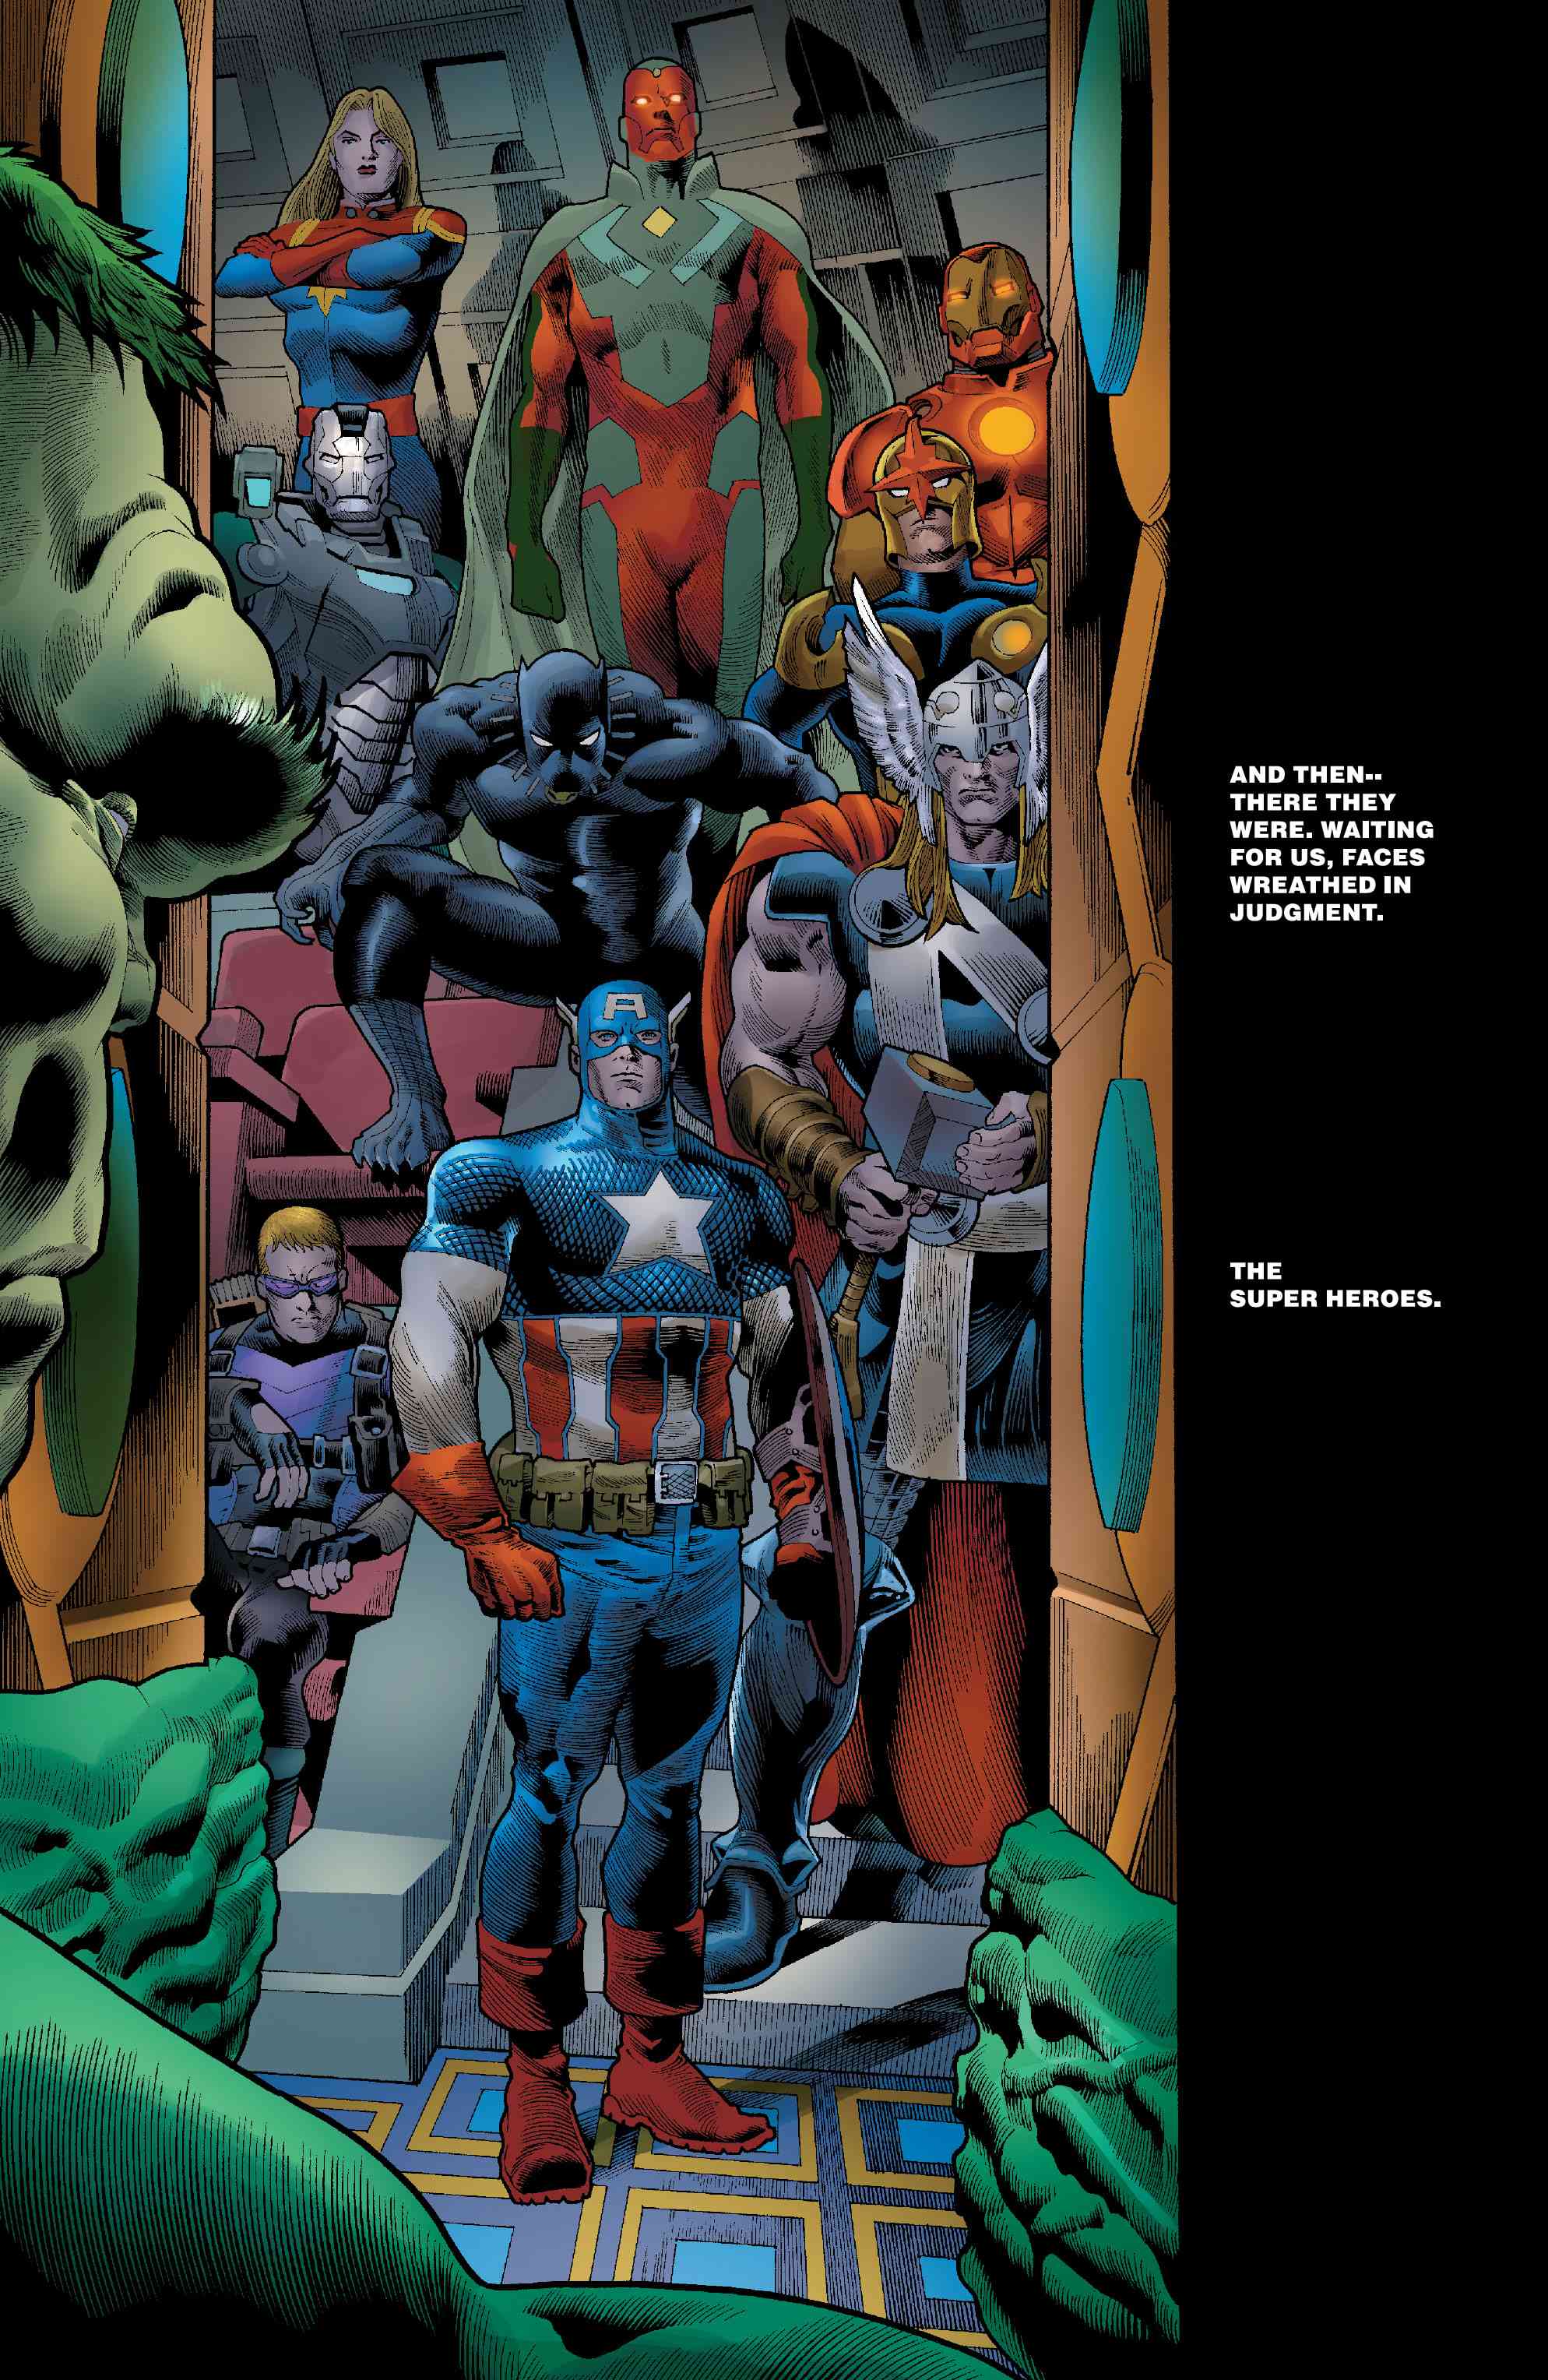 AND THEN--
THERE THEY
WERE. WAITING
FOR US, FACES
WREATHED IN
JUDGMENT.
THE
SUPER HEROES.
A